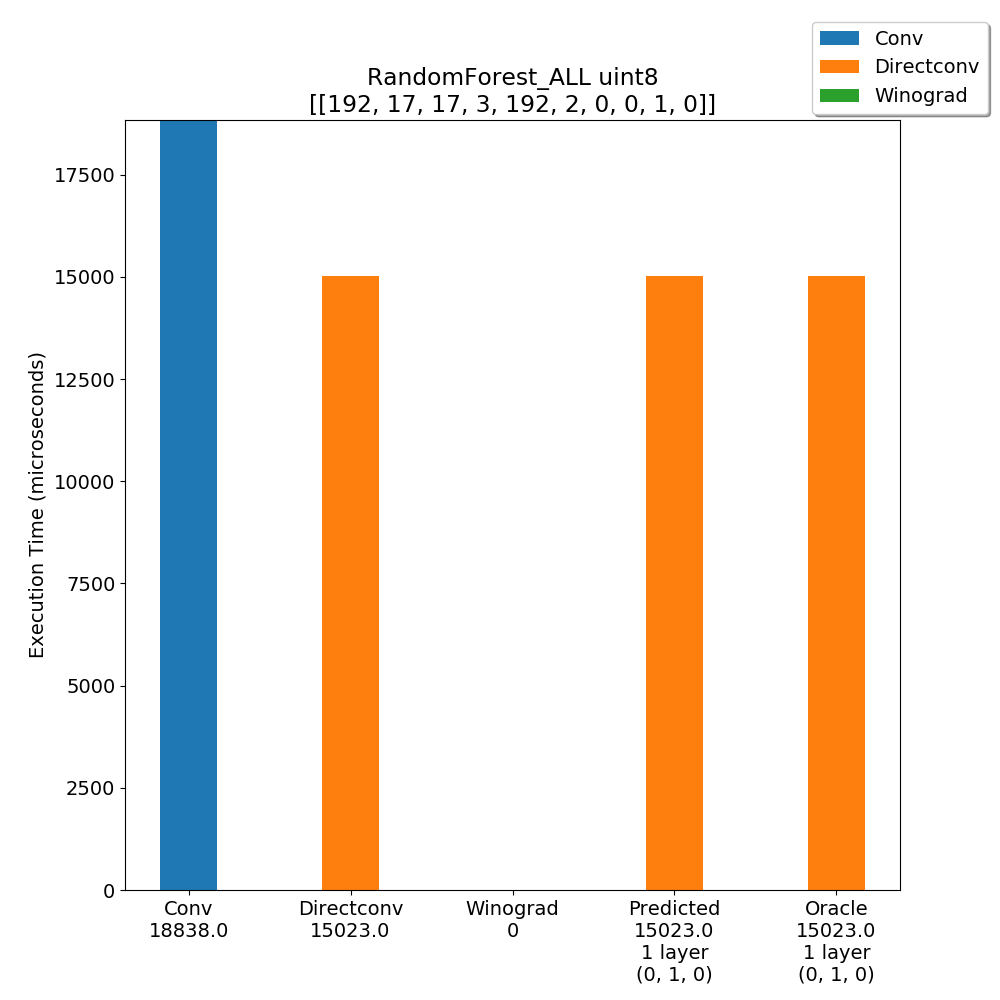 Conv
Directconv
Winograd
RandomForest_ALL uint8
[[192, 17, 17, 3, 192, 2, 0, 0, 1, 0]]
Execution Time (microseconds)
17500
15000
12500
10000
7500
5000
2500
0
Conv
18838.0
Directconv
15023.0
Winograd
0
Predicted
15023.0
1 layer
(0, 1, 0)
Oracle
15023.0
1 layer
(0, 1, 0)